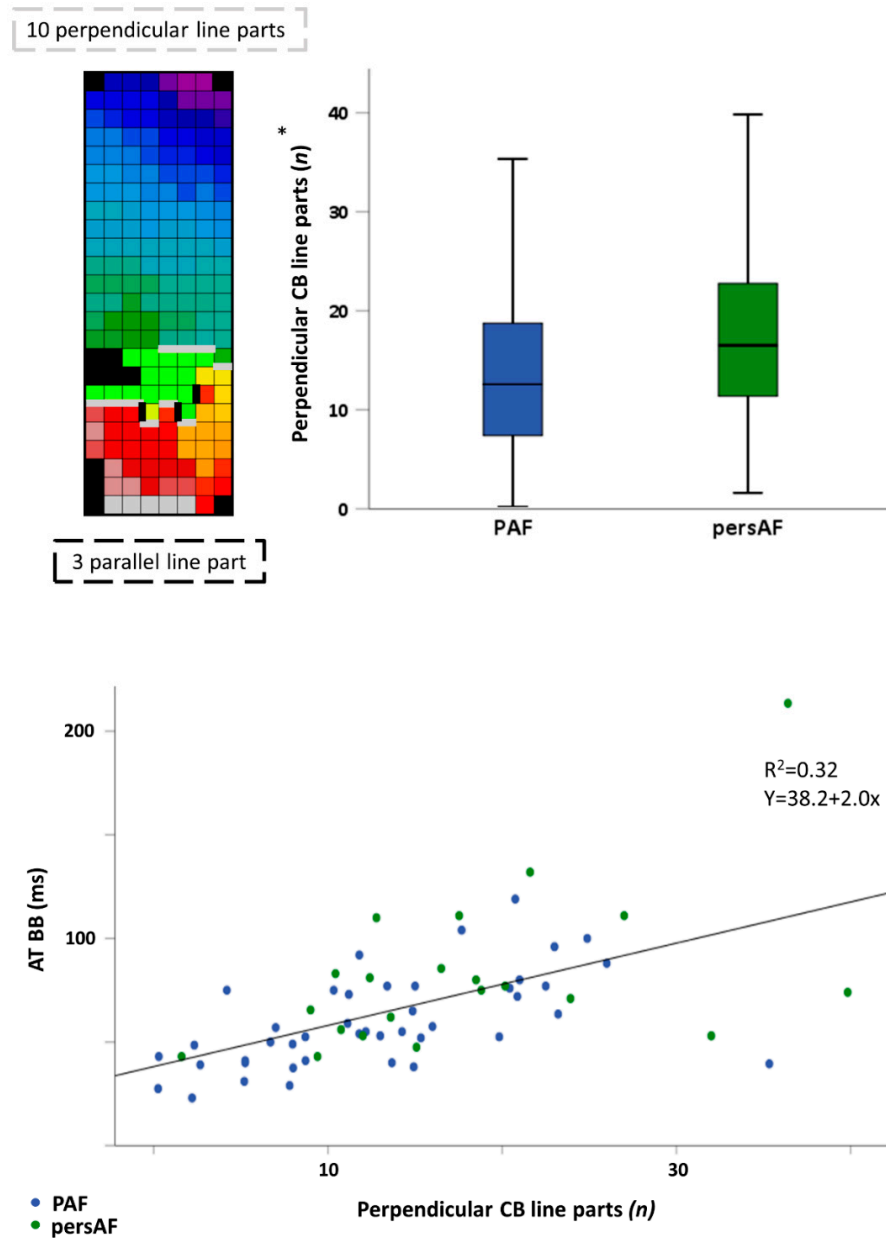 10 perpendicular line parts
3 parallel line part
Perpendicular CB line parts (n)
*
40
30
20
10
0
PAF
persAF
200
100
AT BB (ms)
R²=0.32
Y=38.2+2.0x
10
30
Perpendicular CB line parts (n)
PAF
persAF